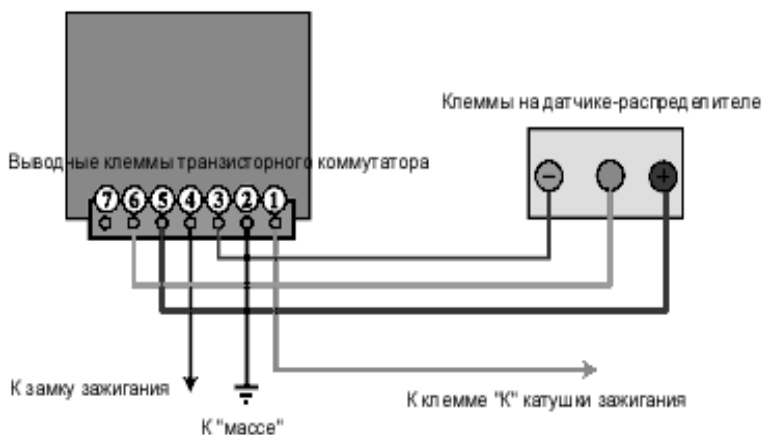 Клеммы на датчике-распределителе
Выводные клеммы транзисторного коммутатора
7 6 5 4 3 2 1
− +
К замку зажигания
К "массе"
К клемме "К" катушки зажигания